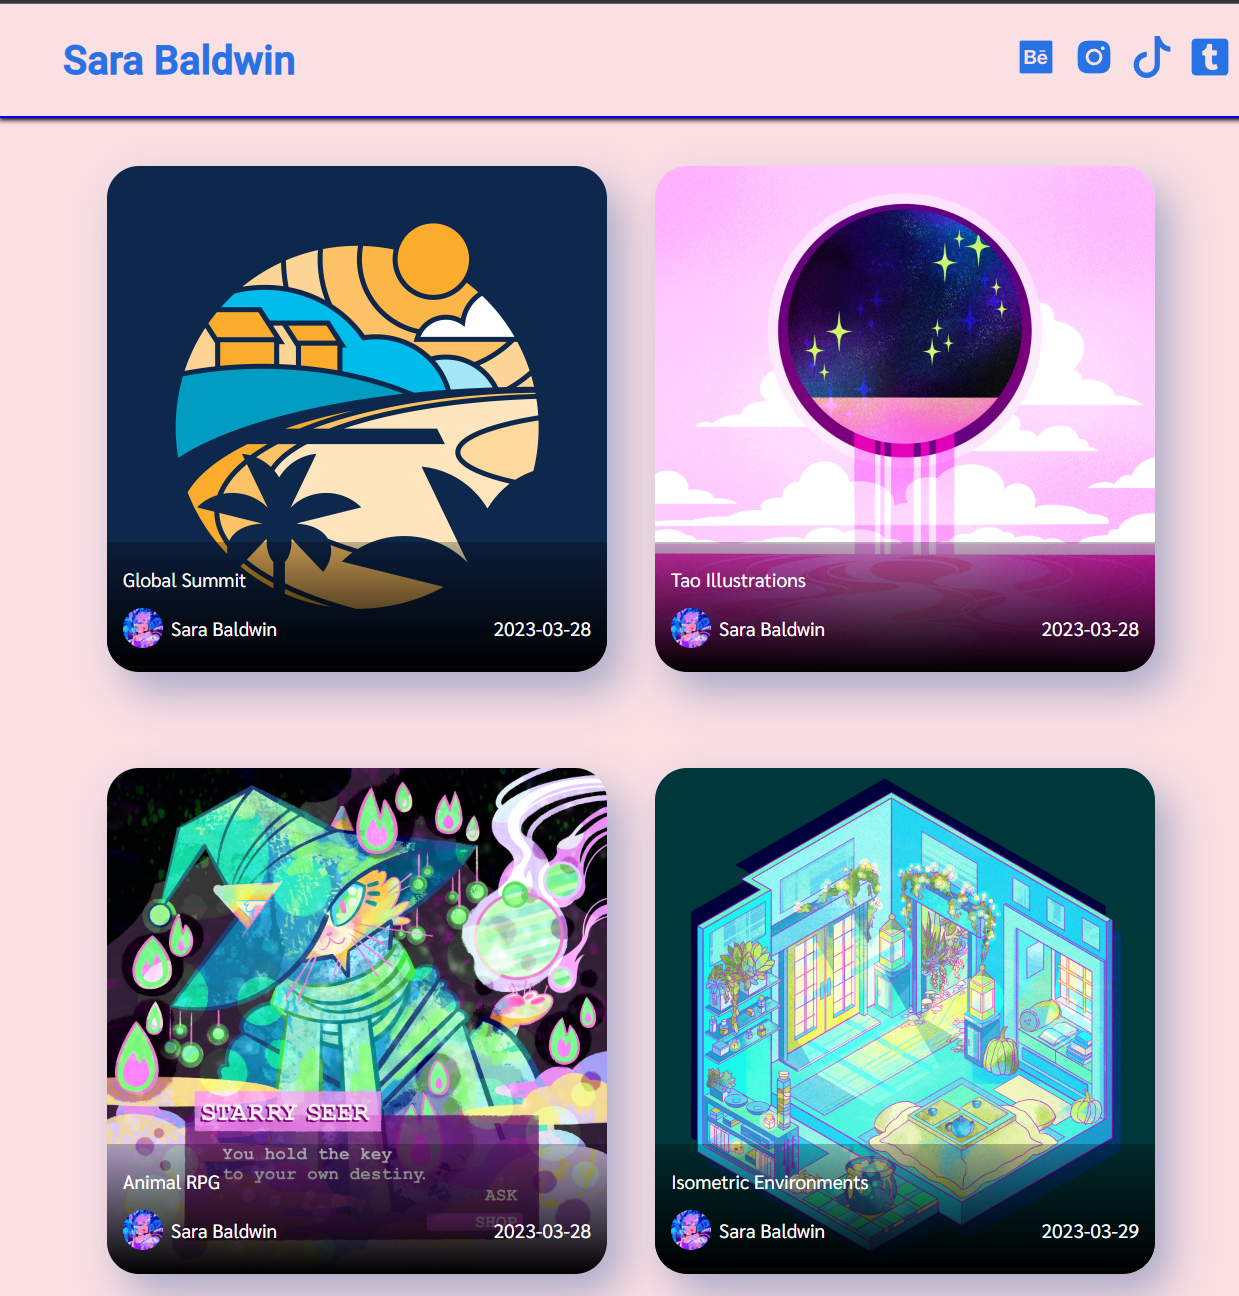 Sara Baldwin
Bē
t
Global Summit
Sara Baldwin
2023-03-28
Tao Illustrations
Sara Baldwin
2023-03-28
STARRY SEER
You hold the key
to your own destiny.
ASK
SHOP
Animal RPG
Sara Baldwin
2023-03-28
Isometric Environments
Sara Baldwin
2023-03-29